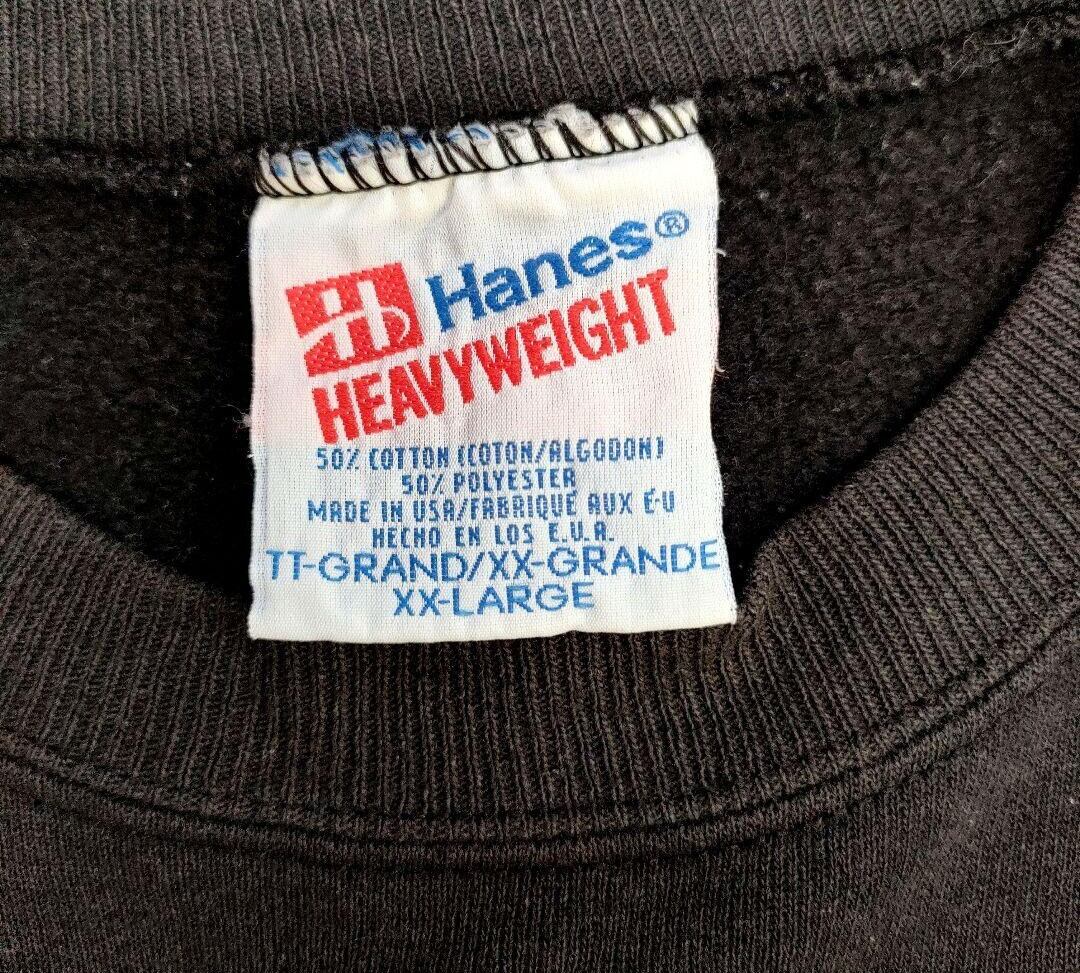 Hanes®
HEAVYWEIGHT
50% COTTON (COTON/ALGODON)
50% POLYESTER
MADE IN USA/FABRIQUÉ AUX É-U
HECHO EN LOS E.U.A.
TT-GRAND/XX-GRANDE
XX-LARGE